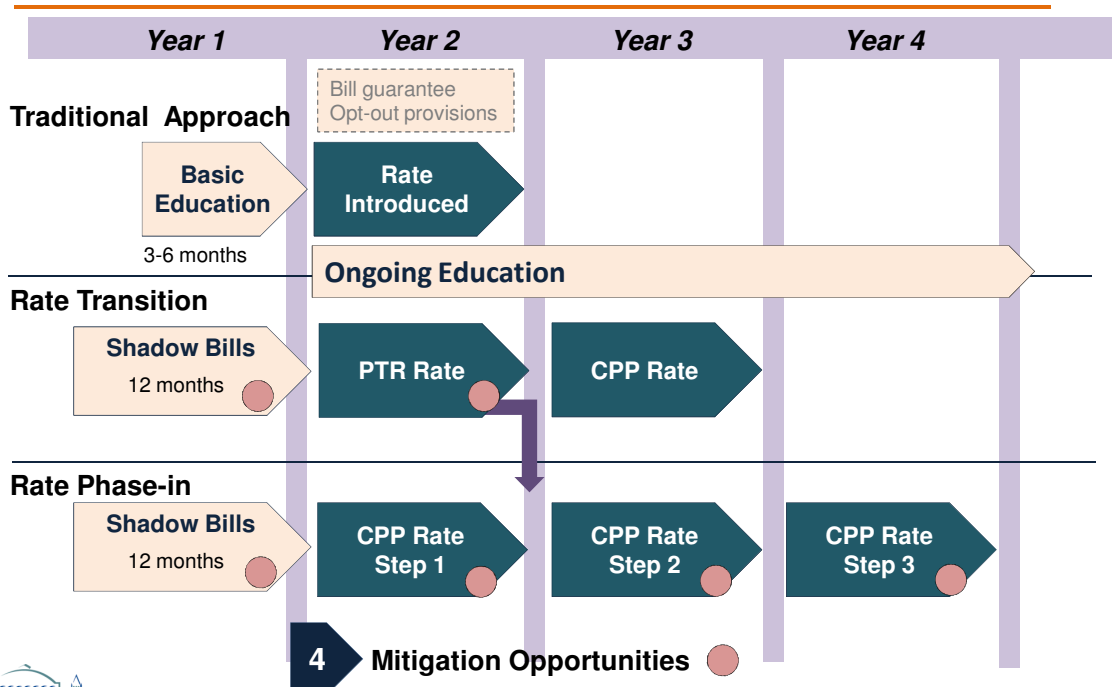 Year 1
Year 2
Year 3
Year 4
Bill guarantee
Opt-out provisions
Traditional Approach
Basic
Education
Rate
Introduced
3-6 months
Ongoing Education
Rate Transition
Shadow Bills
12 months
PTR Rate
CPP Rate
Rate Phase-in
Shadow Bills
12 months
CPP Rate
Step 1
CPP Rate
Step 2
CPP Rate
Step 3
4
Mitigation Opportunities